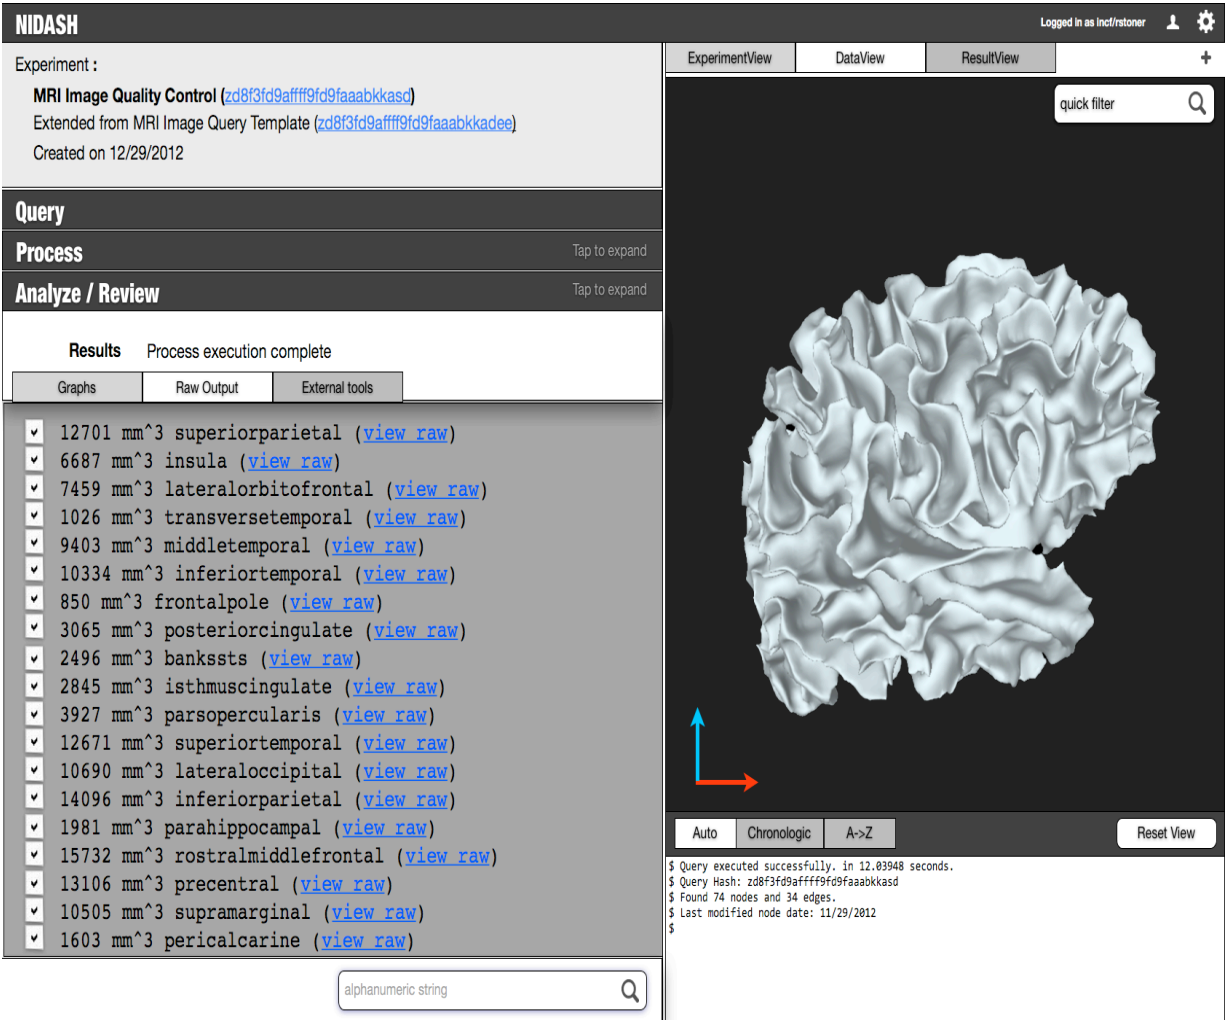 NIDASH
Logged in as incf/rstoner
Experiment :
MRI Image Quality Control (zd8f3fd9affff9fd9faaabkkasd)
Extended from MRI Image Query Template (zd8f3fd9affff9fd9faaabkkadee)
Created on 12/29/2012
Query
Process
Tap to expand
Analyze / Review
Tap to expand
Results Process execution complete
Graphs
Raw Output
External tools
12701 mm^3 superiorparietal (view raw)
6687 mm^3 insula (view raw)
7459 mm^3 lateralorbitofrontal (view raw)
1026 mm^3 transversetemporal (view raw)
9403 mm^3 middletemporal (view raw)
10334 mm^3 inferiortemporal (view raw)
850 mm^3 frontalpole (view raw)
3065 mm^3 posteriorcingulate (view raw)
2496 mm^3 bankssts (view raw)
2845 mm^3 isthmuscingulate (view raw)
3927 mm^3 parsopercularis (view raw)
12671 mm^3 superiortemporal (view raw)
10690 mm^3 lateraloccipital (view raw)
14096 mm^3 inferiorparietal (view raw)
1981 mm^3 parahippocampal (view raw)
15732 mm^3 rostralmiddlefrontal (view raw)
13106 mm^3 precentral (view raw)
10505 mm^3 supramarginal (view raw)
1603 mm^3 pericalcarine (view raw)
alphanumeric string
ExperimentView
DataView
ResultView
+
quick filter
Auto
Chronologic
A->Z
Reset View
$ Query executed successfully. in 12.03948 seconds.
$ Query Hash: zd8f3fd9affff9fd9faaabkkasd
$ Found 74 nodes and 34 edges.
$ Last modified node date: 11/29/2012
$